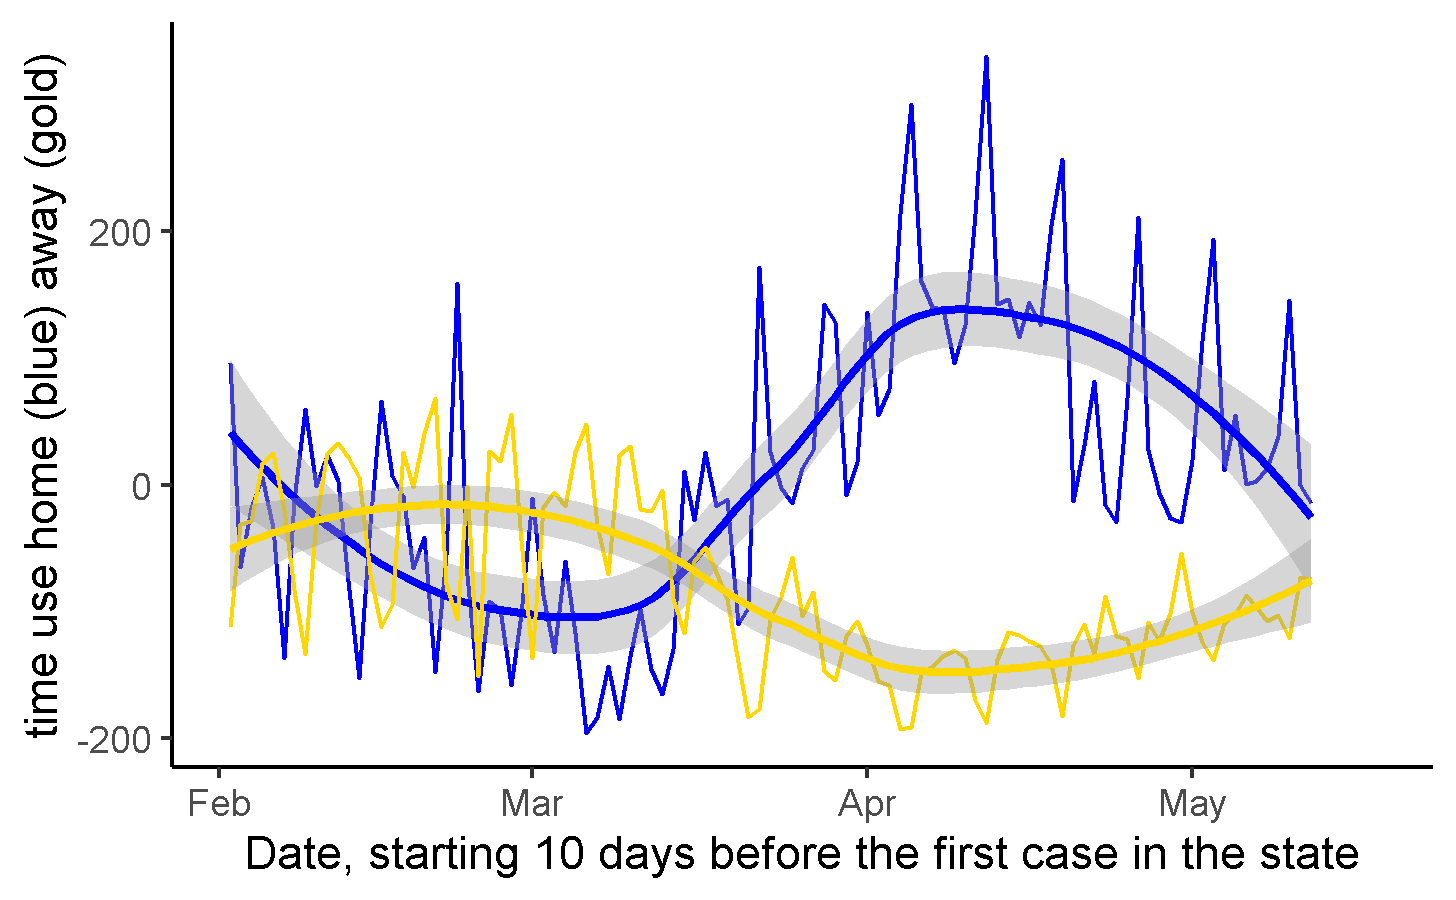 time use home (blue) away (gold)
200
0
-200
Feb Mar Apr May
Date, starting 10 days before the first case in the state